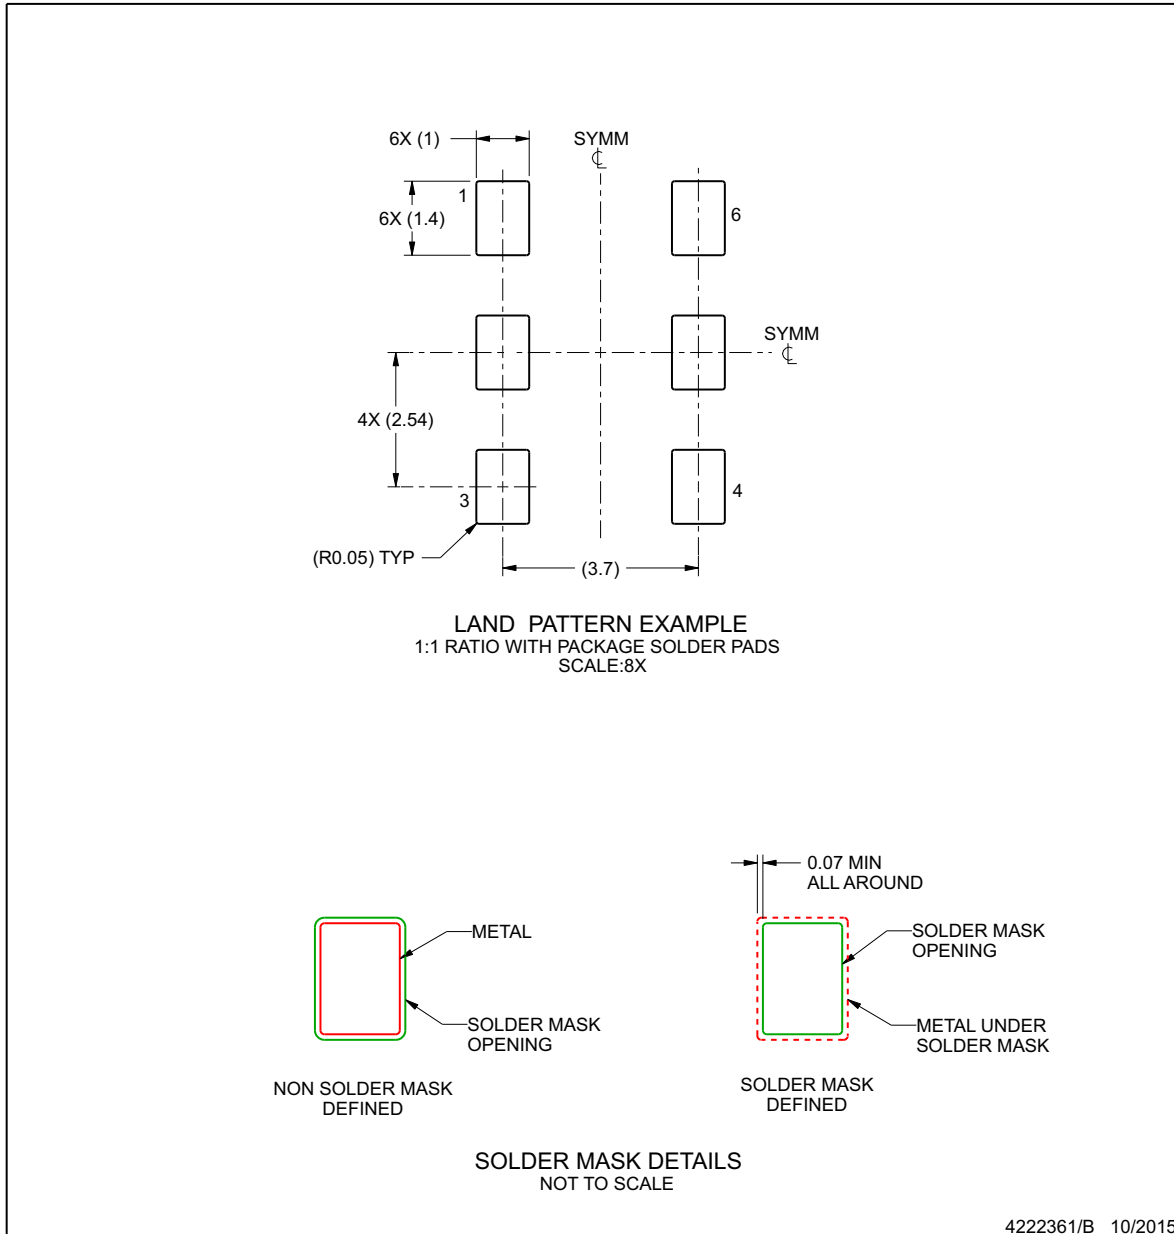 6X (1)
SYMM
℄
1
6X (1.4)
6
SYMM
℄
4X (2.54)
3
4
(R0.05) TYP
(3.7)
LAND PATTERN EXAMPLE
1:1 RATIO WITH PACKAGE SOLDER PADS
SCALE:8X
0.07 MIN
ALL AROUND
METAL
SOLDER MASK
OPENING
SOLDER MASK
OPENING
METAL UNDER
SOLDER MASK
NON SOLDER MASK
DEFINED
SOLDER MASK
DEFINED
SOLDER MASK DETAILS
NOT TO SCALE
4222361/B 10/2015